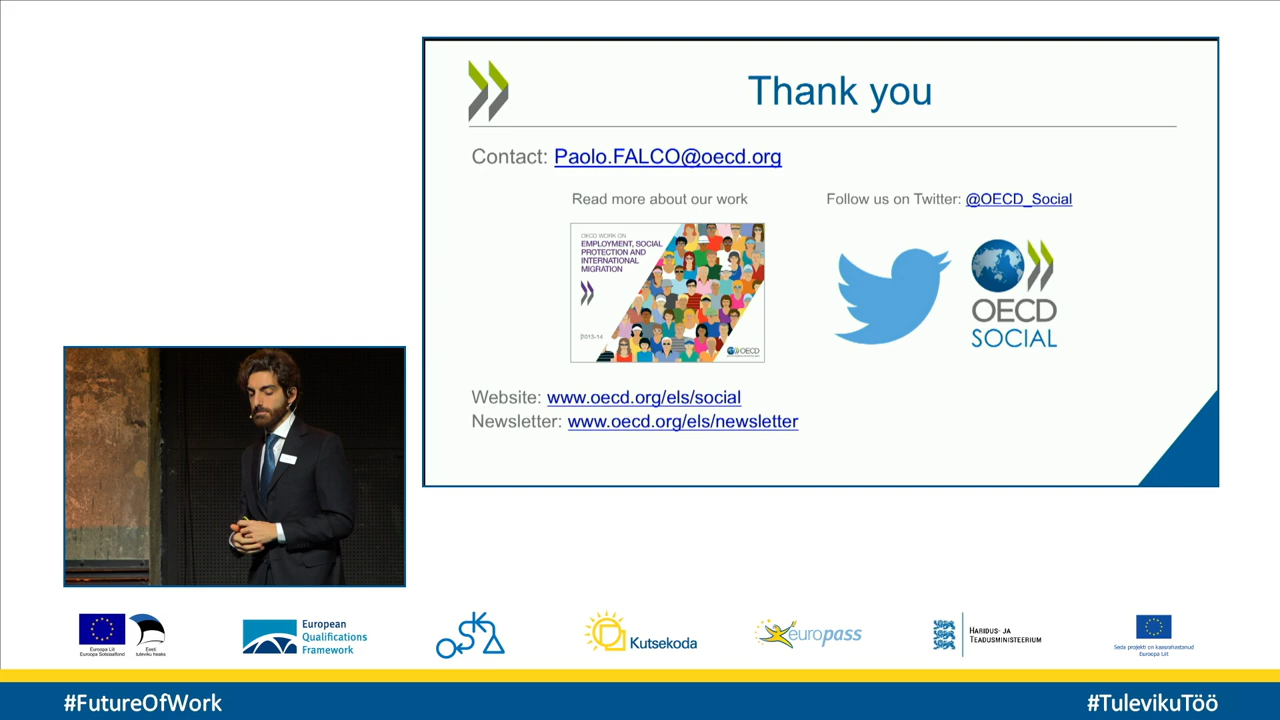 Thank you
Contact: Paolo.FALCO@oecd.org
Read more about our work
Follow us on Twitter: @OECD_Social
OECD WORK ON
EMPLOYMENT, SOCIAL
PROTECTION AND
INTERNATIONAL
MIGRATION
2013-14
OECD
OECD
SOCIAL
Website: www.oecd.org/els/social
Newsletter: www.oecd.org/els/newsletter
Euroopa Liit
Euroopa Sotsiaalfond
Eesti
tuleviku heaks
European
Qualifications
Framework
OSKA
Kutsekoda
europass
HARIDUS- JA
TEADUSMINISTEERIUM
Seda projekti on kaasrahastanud
Euroopa Liit
#FutureOfWork
#TulevikuTöö